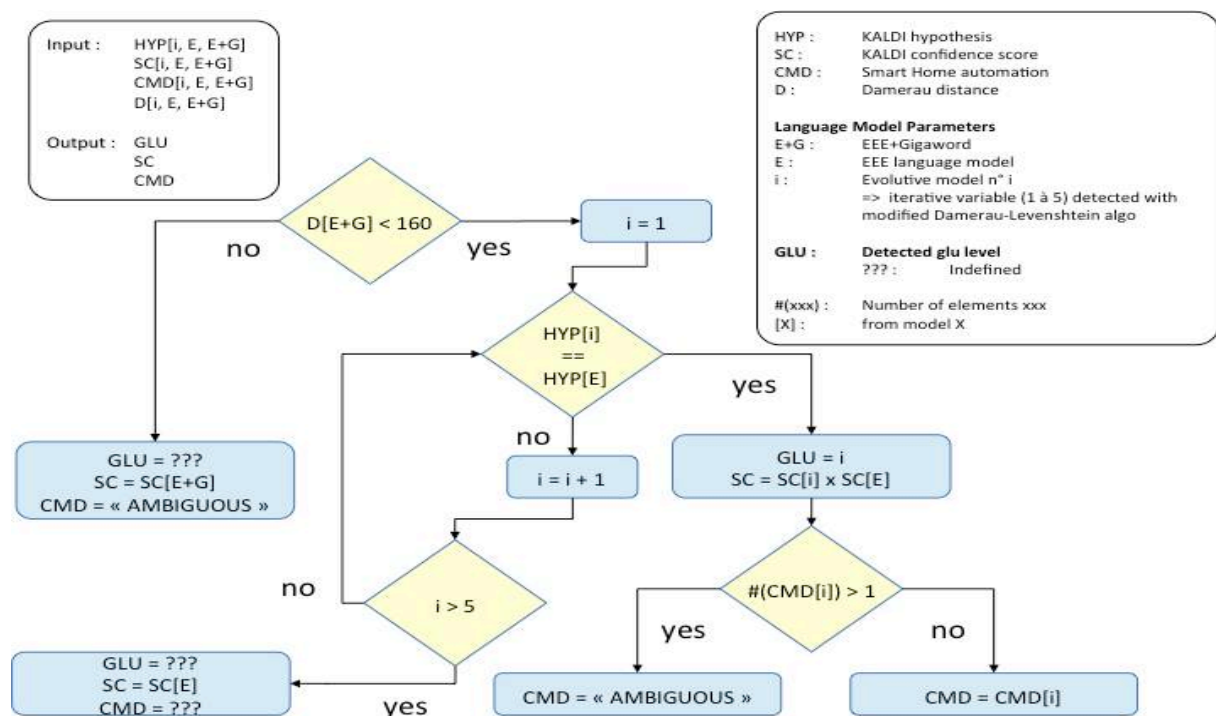 Input : HYP[i, E, E+G]
SC[i, E, E+G]
CMD[i, E, E+G]
D[i, E, E+G]
Output : GLU
SC
CMD
HYP : KALDI hypothesis
SC : KALDI confidence score
CMD : Smart Home automation
D : Damerau distance
Language Model Parameters
E+G : EEE+Gigaword
E : EEE language model
i : Evolutive model n° i
=> iterative variable (1 à 5) detected with
modified Damerau-Levenshtein algo
GLU : Detected glu level
??? : Indefined
#(xxx) : Number of elements xxx
[X] : from model X
D[E+G] < 160
no
yes
i = 1
HYP[i]
==
HYP[E]
yes
no
GLU = ???
SC = SC[E+G]
CMD = « AMBIGUOUS »
i = i + 1
GLU = i
SC = SC[i] x SC[E]
i > 5
no
yes
#(CMD[i]) > 1
yes
no
GLU = ???
SC = SC[E]
CMD = ???
CMD = « AMBIGUOUS »
CMD = CMD[i]